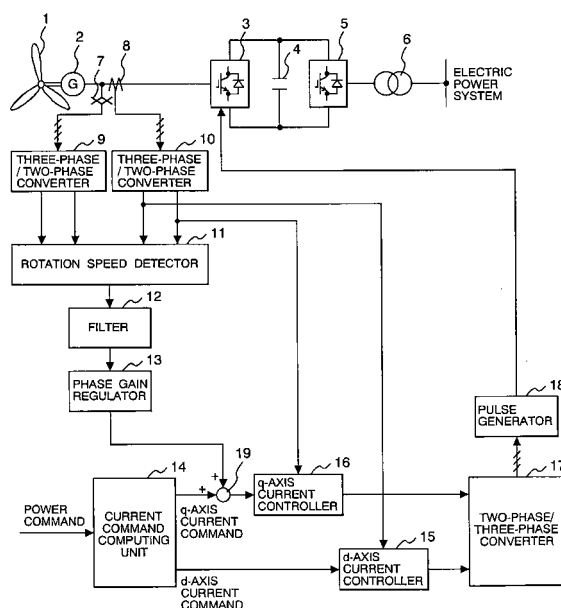 1
2
G
7
8
3
4
5
6
ELECTRIC
POWER
SYSTEM
9
10
THREE-PHASE
/ TWO-PHASE
CONVERTER
THREE-PHASE
/ TWO-PHASE
CONVERTER
11
ROTATION SPEED DETECTOR
12
FILTER
13
PHASE GAIN
REGULATOR
18
PULSE
GENERATOR
14
19
16
17
+
+
POWER
COMMAND
CURRENT
COMMAND
COMPUTING
UNIT
q-AXIS
CURRENT
COMMAND
q-AXIS
CURRENT
CONTROLLER
TWO-PHASE/
THREE-PHASE
CONVERTER
15
d-AXIS
CURRENT
CONTROLLER
d-AXIS
CURRENT
COMMAND